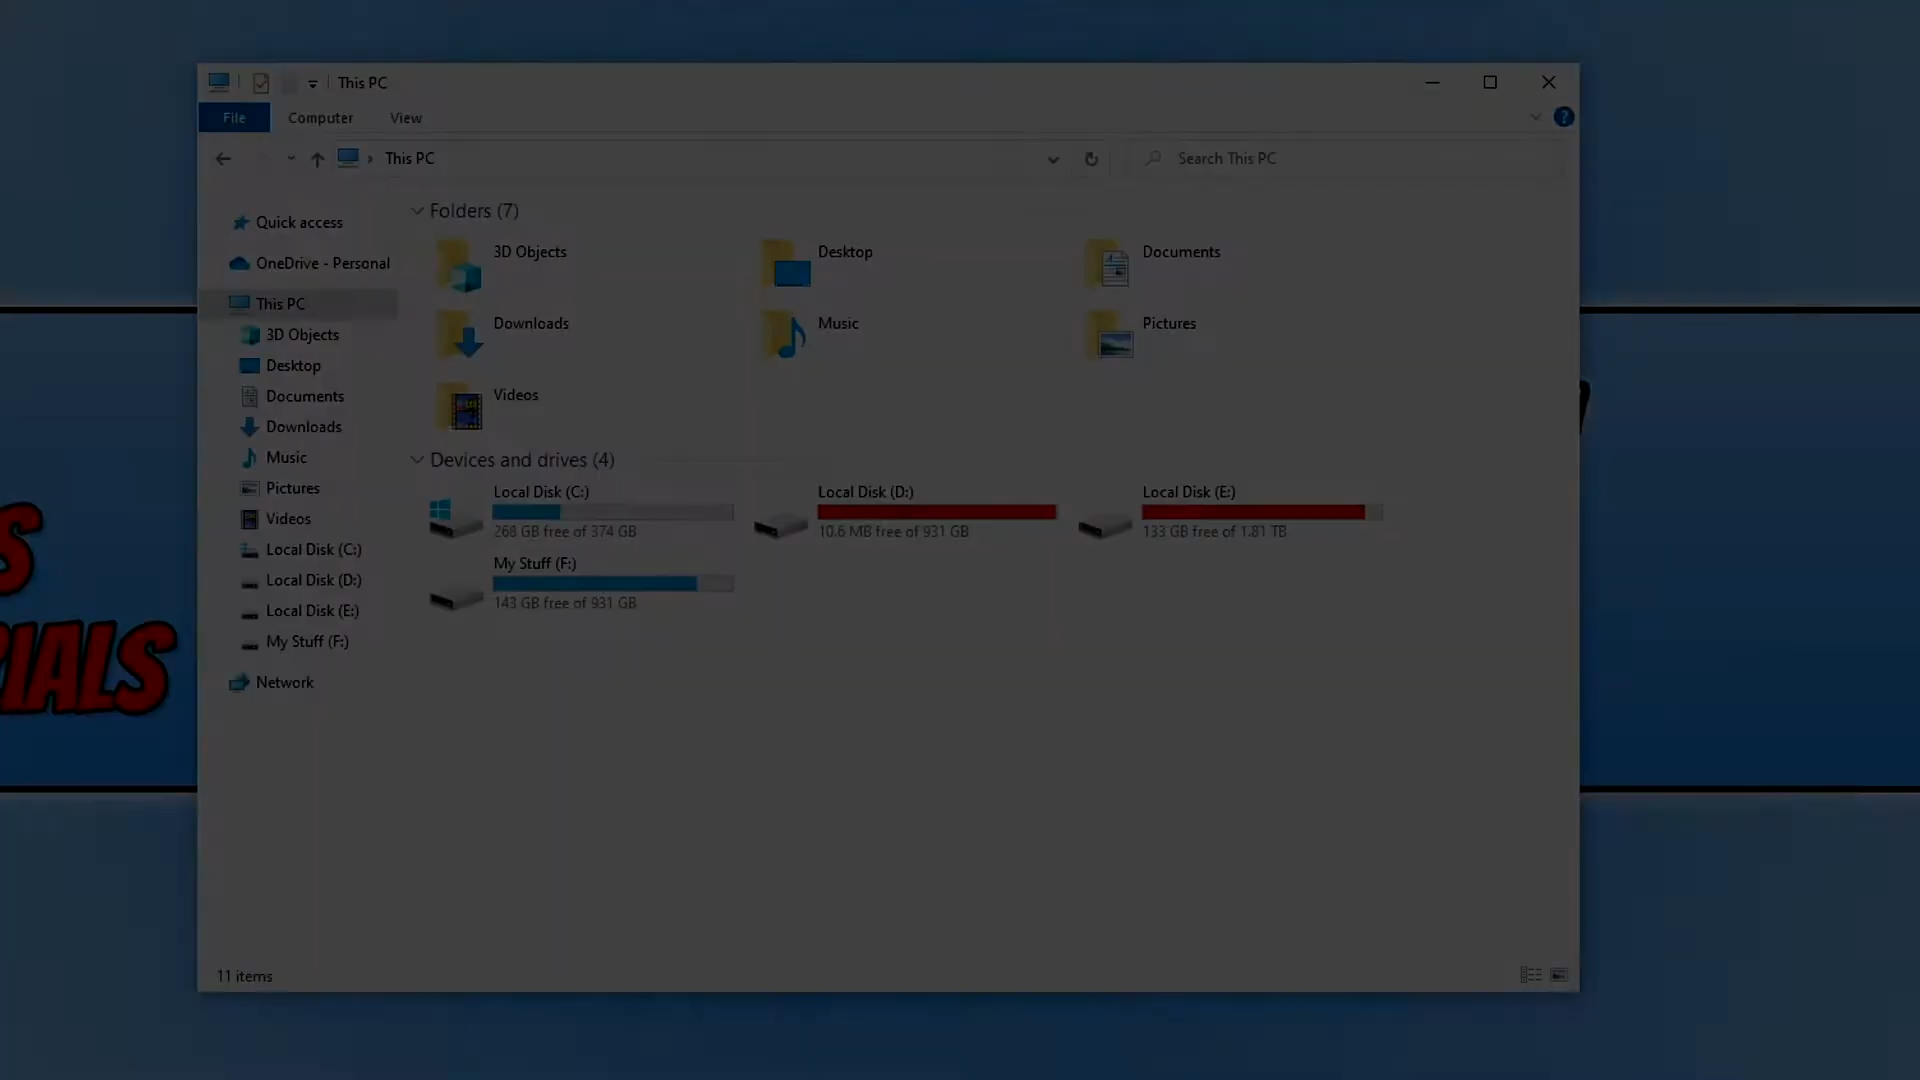 This PC
File Computer View
This PC
Search This PC
Quick access
OneDrive - Personal
This PC
3D Objects
Desktop
Documents
Downloads
Music
Pictures
Videos
Local Disk (C:)
Local Disk (D:)
Local Disk (E:)
My Stuff (F:)
Network
Folders (7)
3D Objects
Desktop
Documents
Downloads
Music
Pictures
Videos
Devices and drives (4)
Local Disk (C:)
268 GB free of 374 GB
Local Disk (D:)
10.6 MB free of 931 GB
Local Disk (E:)
133 GB free of 1.81 TB
My Stuff (F:)
143 GB free of 931 GB
11 items